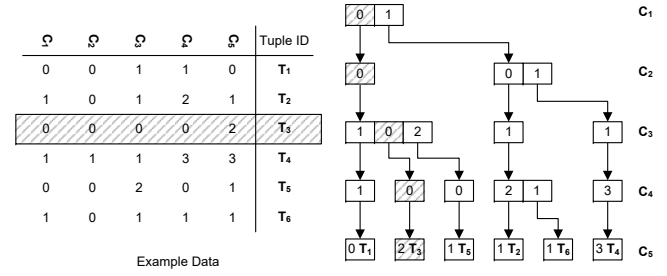 C1 C2 C3 C4 C5 Tuple ID
0 0 1 1 0 T1
1 0 1 2 1 T2
0 0 0 0 2 T3
1 1 1 3 3 T4
0 0 2 0 1 T5
1 0 1 1 1 T6
Example Data
0 1 C1
0 0 1 C2
1 0 2 1 1 C3
1 0 0 2 1 3 C4
0 T1 2 T3 1 T5 1 T2 1 T6 3 T4 C5